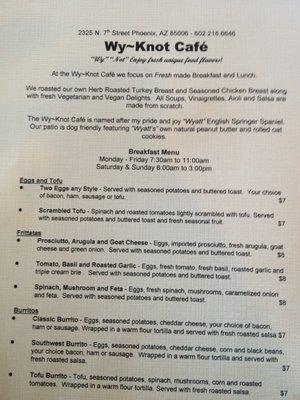 2325 N. 7th Street Phoenix, AZ 85006 - 602.216.6646
Wy~Knot Café
"Wy" "Not" Enjoy fresh unique food flavors!
At the Wy~Knot Café we focus on Fresh made Breakfast and Lunch.
We roasted our own Herb Roasted Turkey Breast and Seasoned Chicken Breast along
with fresh Vegetarian and Vegan Delights. All Soups, Vinaigrettes, Aioli and Salsa are
made from scratch.
The Wy~Knot Café is named after my pride and joy "Wyatt" English Springer Spaniel.
Our patio is dog friendly featuring "Wyatt's" own natural peanut butter and rolled oat
cookies.
Breakfast Menu
Monday - Friday 7:30am to 11:00am
Saturday & Sunday 8:00am to 3:00pm
Eggs and Tofu
• Two Eggs any Style - Served with seasoned potatoes and buttered toast. Your choice
of bacon, ham, sausage or tofu. $7
• Scrambled Tofu - Spinach and roasted tomatoes lightly scrambled with tofu. Served
with seasoned potatoes and buttered toast and fresh seasonal fruit. $7
Frittatas
• Prosciutto, Arugula and Goat Cheese - Eggs, imported prosciutto, fresh arugula, goat
cheese and green onion. Served with seasoned potatoes and buttered toast. $8
• Tomato, Basil and Roasted Garlic - Eggs, fresh tomato, fresh basil, roasted garlic and
triple cream brie. Served with seasoned potatoes and buttered toast. $8
• Spinach, Mushroom and Feta - Eggs, fresh spinach, mushrooms, caramelized onion
and feta. Served with seasoned potatoes and buttered toast. $8
Burritos
• Classic Burrito - Eggs, seasoned potatoes, cheddar cheese, your choice of bacon,
ham or sausage. Wrapped in a warm flour tortilla and served with fresh roasted salsa $7
• Southwest Burrito - Eggs, seasoned potatoes, cheddar cheese, corn and black beans,
your choice bacon, ham or sausage. Wrapped in a warm flour tortilla and served with
fresh roasted salsa. $7
• Tofu Burrito - Tofu, seasoned potatoes, spinach, mushrooms, corn and roasted
tomatoes. Wrapped in a warm flour tortilla. Served with fresh roasted salsa. $7